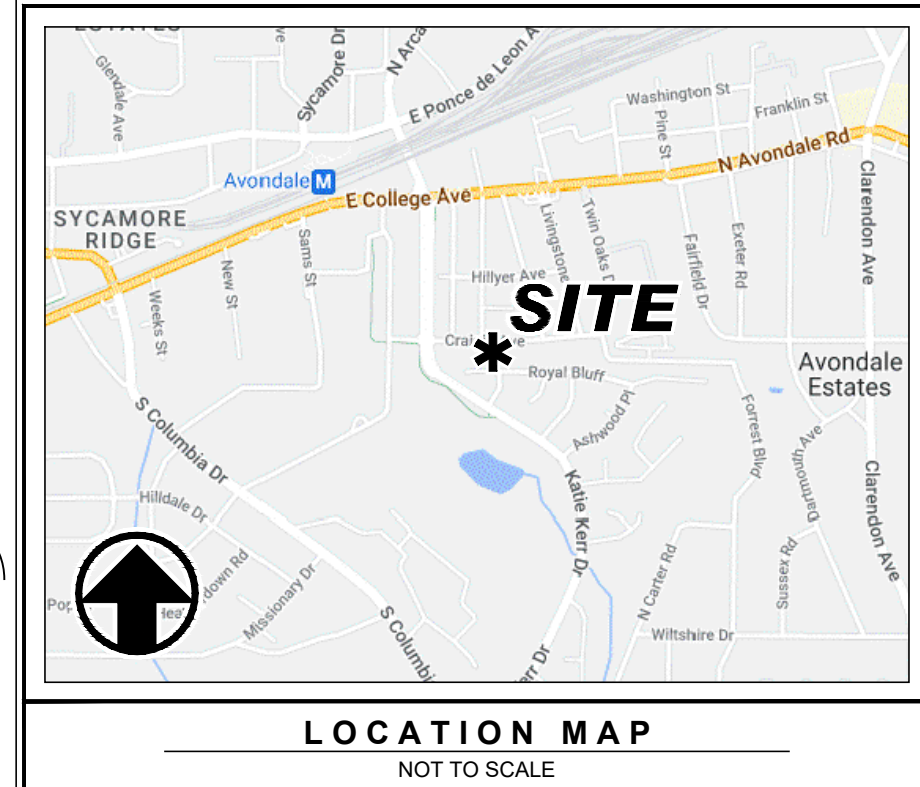 Glendale Ave
Sycamore Dr
E Ponce de Leon A
Washington St
Franklin St
Pine St
N Avondale Rd
Avondale M
E College Ave
SYCAMORE
RIDGE
Clarendon Ave
Sams St
New St
Weeks St
Livingstone
Twin Oaks D
Fairfield Dr
Exeter Rd
Hillyer Ave
SITE
*
Royal Bluff
Avondale
Estates
Ashwood Pl
Forrest Blvd
Dartmouth Ave
Clarendon Ave
S Columbia Dr
Katie Kerr Dr
Hilldale Dr
Missionary Dr
down Rd
N Carter Rd
Sussex Rd
Wiltshire Dr
S Columbi
LOCATION MAP
NOT TO SCALE